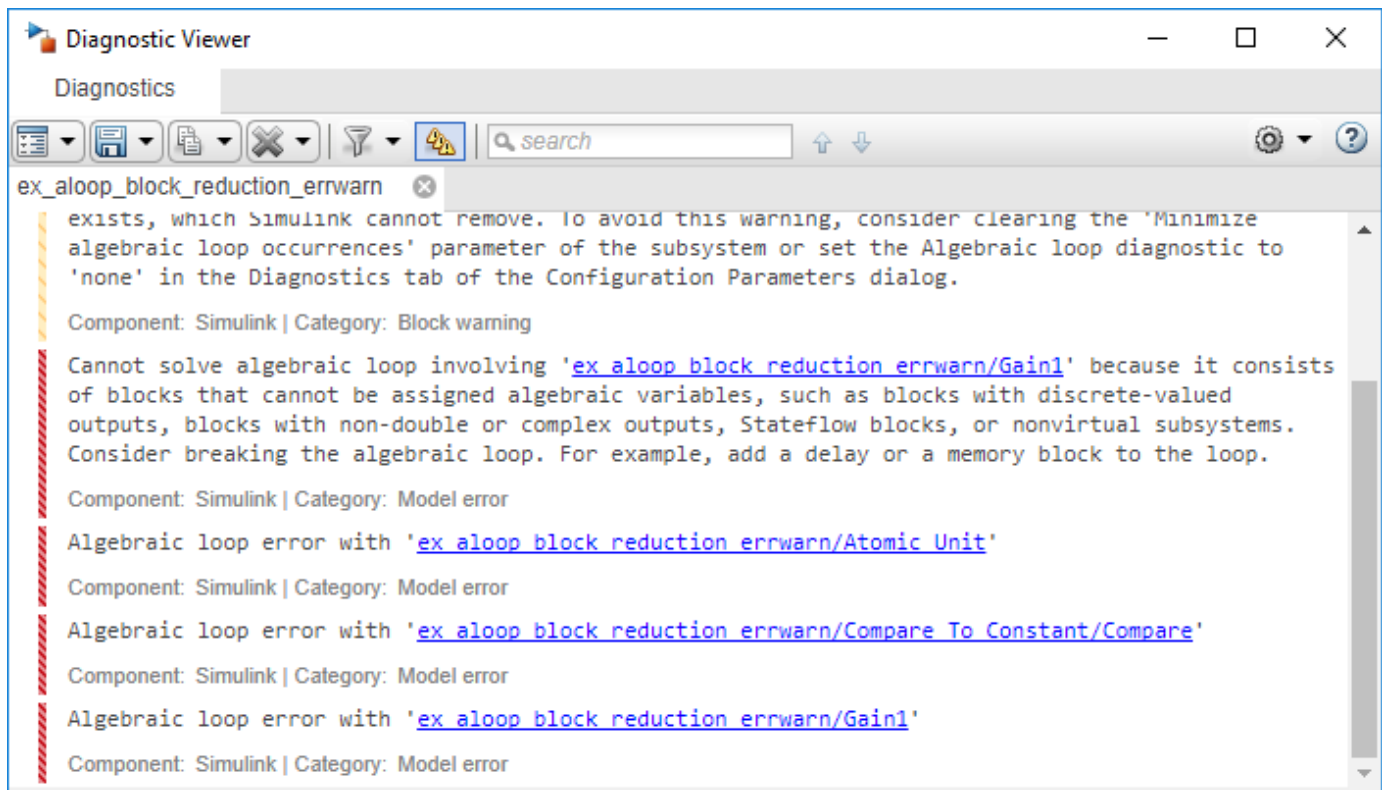 Diagnostic Viewer
Diagnostics
search
ex_aloop_block_reduction_errwarn
exists, which Simulink cannot remove. To avoid this warning, consider clearing the 'Minimize
algebraic loop occurrences' parameter of the subsystem or set the Algebraic loop diagnostic to
'none' in the Diagnostics tab of the Configuration Parameters dialog.
Component: Simulink | Category: Block warning
Cannot solve algebraic loop involving 'ex_aloop_block_reduction_errwarn/Gain1' because it consists
of blocks that cannot be assigned algebraic variables, such as blocks with discrete-valued
outputs, blocks with non-double or complex outputs, Stateflow blocks, or nonvirtual subsystems.
Consider breaking the algebraic loop. For example, add a delay or a memory block to the loop.
Component: Simulink | Category: Model error
Algebraic loop error with 'ex_aloop_block_reduction_errwarn/Atomic Unit'
Component: Simulink | Category: Model error
Algebraic loop error with 'ex_aloop_block_reduction_errwarn/Compare To Constant/Compare'
Component: Simulink | Category: Model error
Algebraic loop error with 'ex_aloop_block_reduction_errwarn/Gain1'
Component: Simulink | Category: Model error